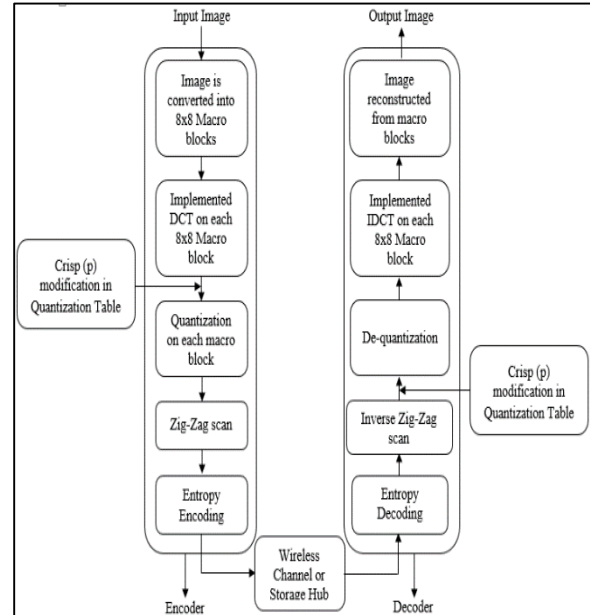 Input Image
Output Image
Image is
converted into
8x8 Macro
blocks
Implemented
DCT on each
8x8 Macro
block
Crisp (p)
modification in
Quantization Table
Quantization
on each macro
block
Zig-Zag scan
Entropy
Encoding
Encoder
Wireless
Channel or
Storage Hub
Image
reconstructed
from macro
blocks
Implemented
IDCT on each
8x8 Macro
block
De-quantization
Crisp (p)
modification in
Quantization Table
Inverse Zig-Zag
scan
Entropy
Decoding
Decoder